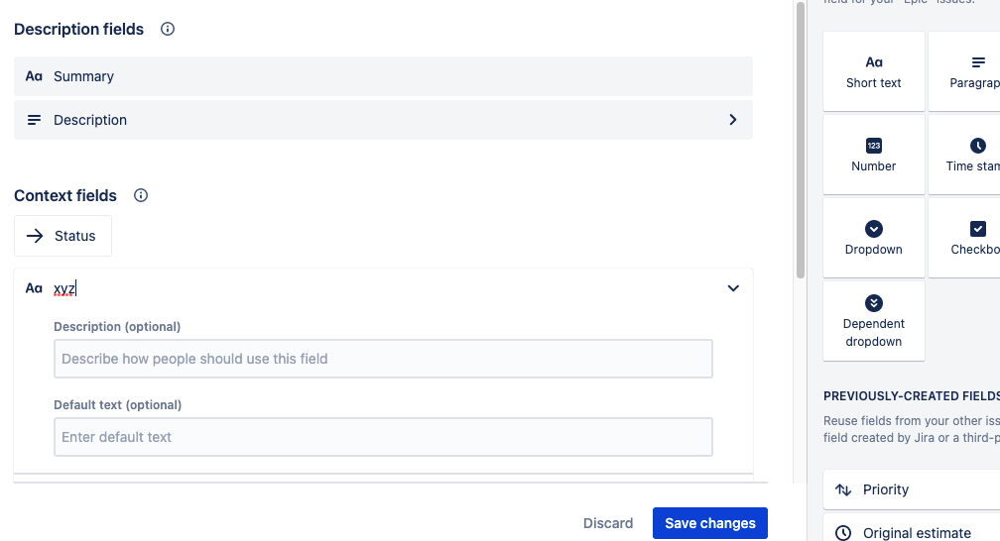 Description fields
Aa Summary
Description
Context fields
Status
Aa xyz
Description (optional)
Describe how people should use this field
Default text (optional)
Enter default text
Discard
Save changes
field for your "Epic" issues.
Aa
Short text
Paragrap
123
Number
Time stam
Dropdown
Checkbo
Dependent
dropdown
PREVIOUSLY-CREATED FIELDS
Reuse fields from your other iss
field created by Jira or a third-p
Priority
Original estimate